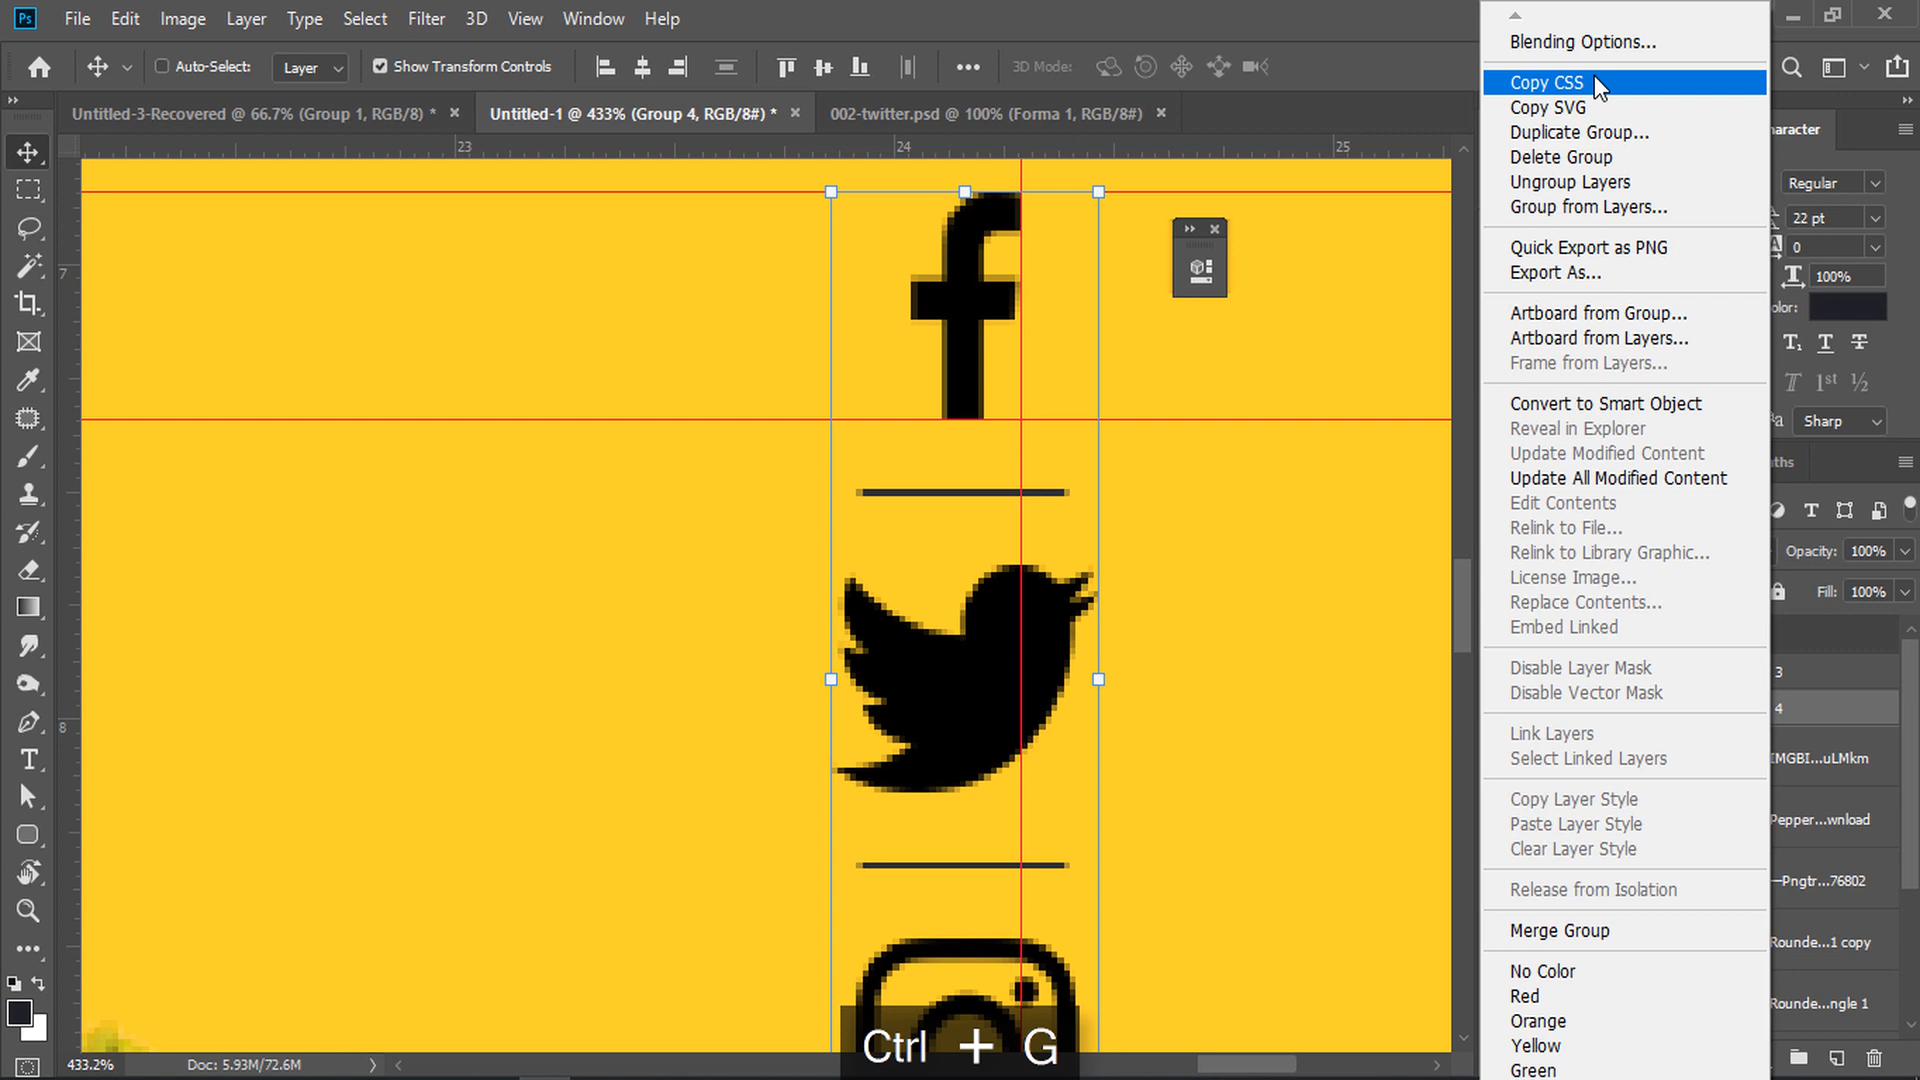 Ps File Edit Image Layer Type Select Filter 3D View Window Help
Auto-Select: Layer Show Transform Controls 3D Mode:
Untitled-3-Recovered @ 66.7% (Group 1, RGB/8) *
Untitled-1 @ 433% (Group 4, RGB/8#) *
002-twitter.psd @ 100% (Forma 1, RGB/8#)
23 24 25
7
8
Blending Options...
Copy CSS
Copy SVG
Duplicate Group...
Delete Group
Ungroup Layers
Group from Layers...
Quick Export as PNG
Export As...
Artboard from Group...
Artboard from Layers...
Frame from Layers...
Convert to Smart Object
Reveal in Explorer
Update Modified Content
Update All Modified Content
Edit Contents
Relink to File...
Relink to Library Graphic...
License Image...
Replace Contents...
Embed Linked
Disable Layer Mask
Disable Vector Mask
Link Layers
Select Linked Layers
Copy Layer Style
Paste Layer Style
Clear Layer Style
Release from Isolation
Merge Group
No Color
Red
Orange
Yellow
Green
haracter
Regular
22 pt
0
100%
olor:
1st ½
Sharp
ths
Opacity: 100%
Fill: 100%
3
4
IMGBI...uLMkm
Pepper...wnload
—Pngtr...76802
Rounde...1 copy
Rounde...ngle 1
Ctrl + G
433.2% Doc: 5.93M/72.6M